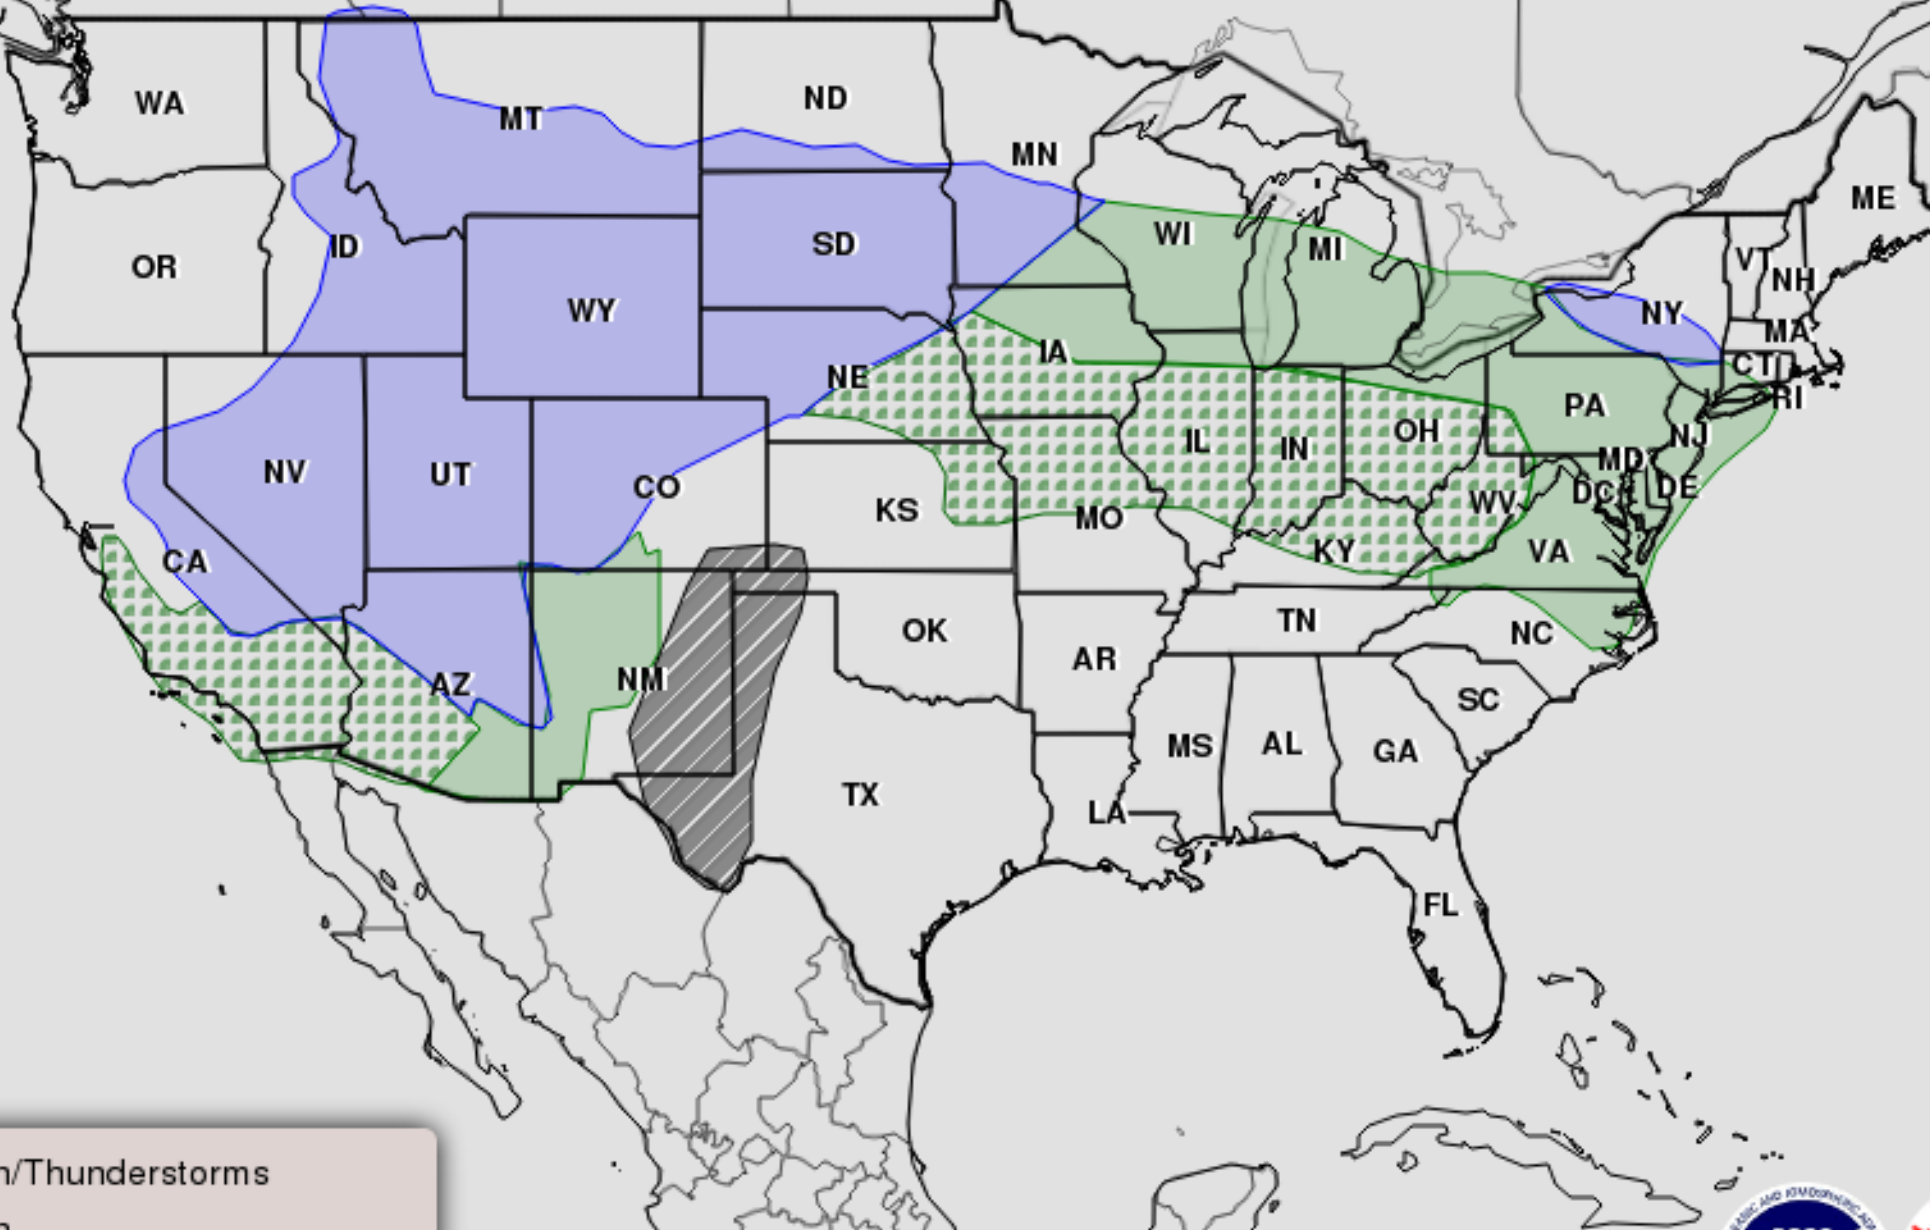 WA
MT
ND
MN
ME
OR
ID
SD
WI
MI
VT
NH
WY
NY
MA
IA
CT
NE
RI
PA
NV
UT
CO
KS
MO
IL
IN
OH
NJ
MD
WV
DC
DE
CA
KY
VA
OK
TN
NC
AZ
NM
AR
SC
TX
MS
AL
GA
LA
FL
n/Thunderstorms